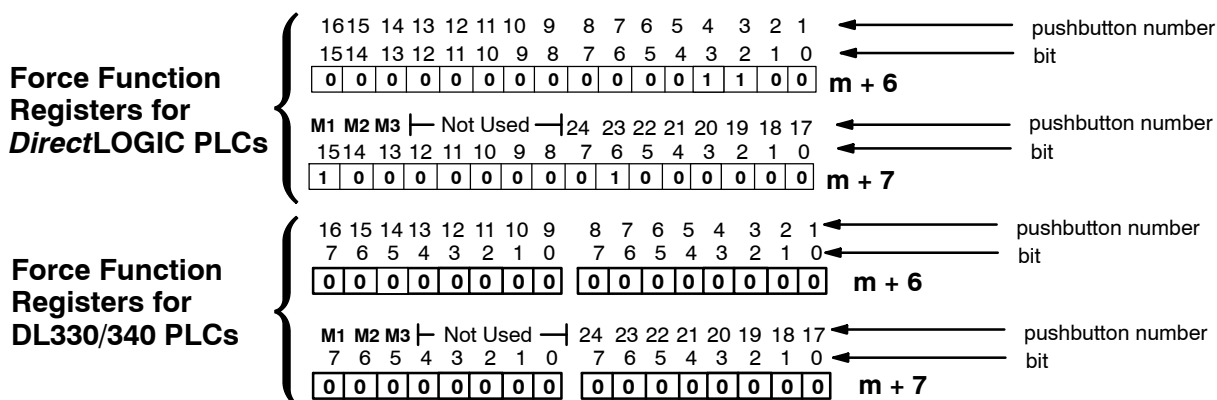 Force Function
Registers for
DirectLOGIC PLCs
16 15 14 13 12 11 10 9 8 7 6 5 4 3 2 1 pushbutton number
15 14 13 12 11 10 9 8 7 6 5 4 3 2 1 0 bit
0 0 0 0 0 0 0 0 0 0 0 0 1 1 0 0 m + 6
M1 M2 M3 Not Used 24 23 22 21 20 19 18 17 pushbutton number
15 14 13 12 11 10 9 8 7 6 5 4 3 2 1 0 bit
1 0 0 0 0 0 0 0 0 1 0 0 0 0 0 0 m + 7
Force Function
Registers for
DL330/340 PLCs
16 15 14 13 12 11 10 9 8 7 6 5 4 3 2 1 pushbutton number
7 6 5 4 3 2 1 0 7 6 5 4 3 2 1 0 bit
0 0 0 0 0 0 0 0 0 0 0 0 0 0 0 0 m + 6
M1 M2 M3 Not Used 24 23 22 21 20 19 18 17 pushbutton number
7 6 5 4 3 2 1 0 7 6 5 4 3 2 1 0 bit
0 0 0 0 0 0 0 0 0 0 0 0 0 0 0 0 m + 7